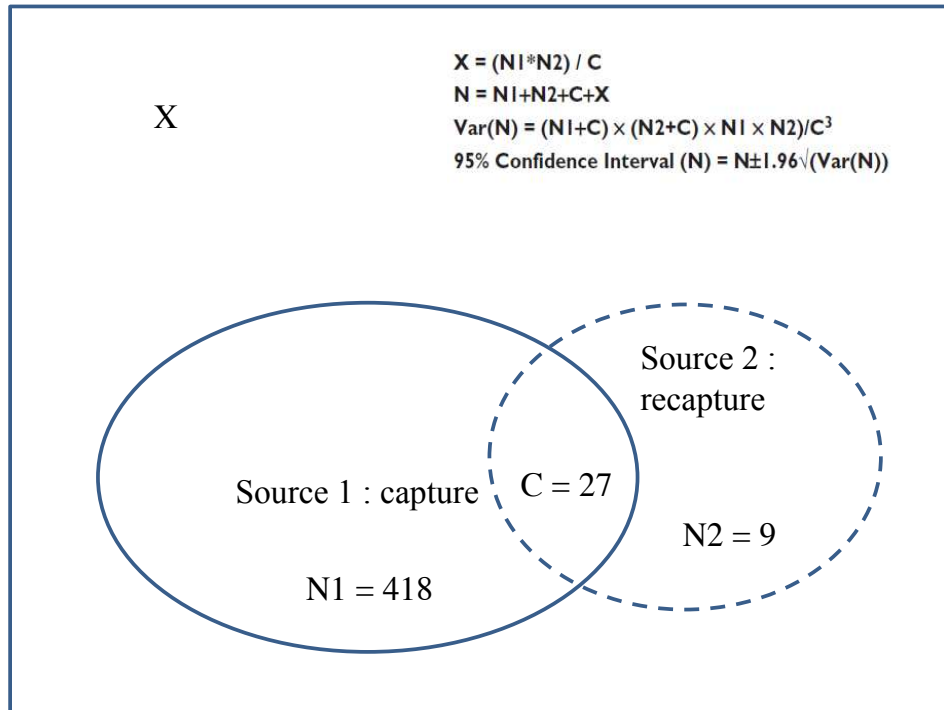 X = (N1*N2) / C
N = N1+N2+C+X
Var(N) = (N1+C) × (N2+C) × N1 × N2)/C³
95% Confidence Interval (N) = N±1.96√(Var(N))
X
Source 2 :
recapture
Source 1 : capture
C = 27
N2 = 9
N1 = 418